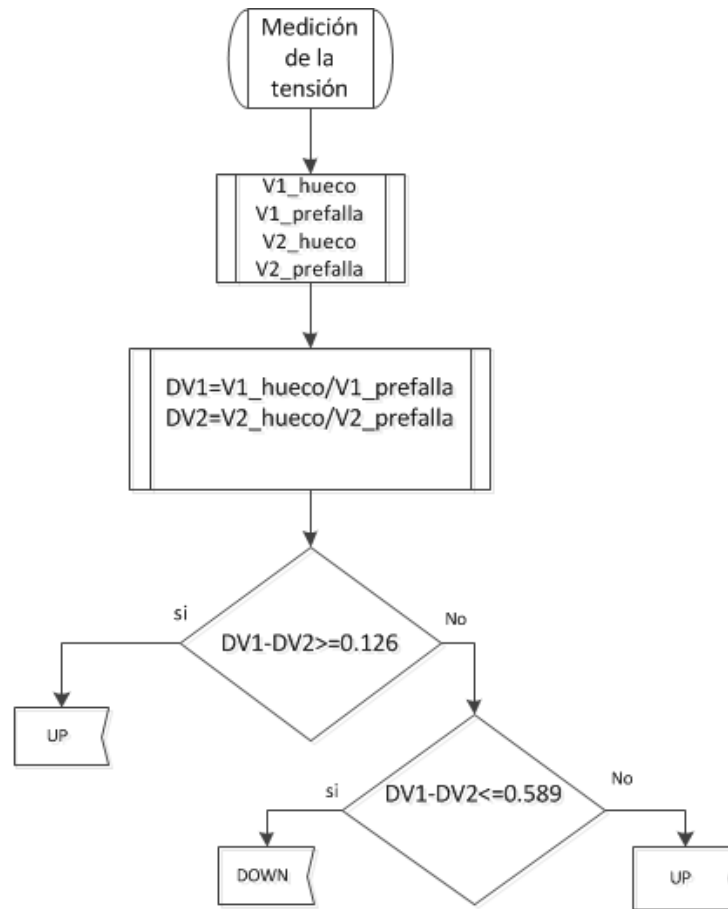 Medición
de la
tensión
V1_hueco
V1_prefalla
V2_hueco
V2_prefalla
DV1=V1_hueco/V1_prefalla
DV2=V2_hueco/V2_prefalla
si
No
DV1-DV2>=0.126
UP
si
No
DV1-DV2<=0.589
DOWN
UP